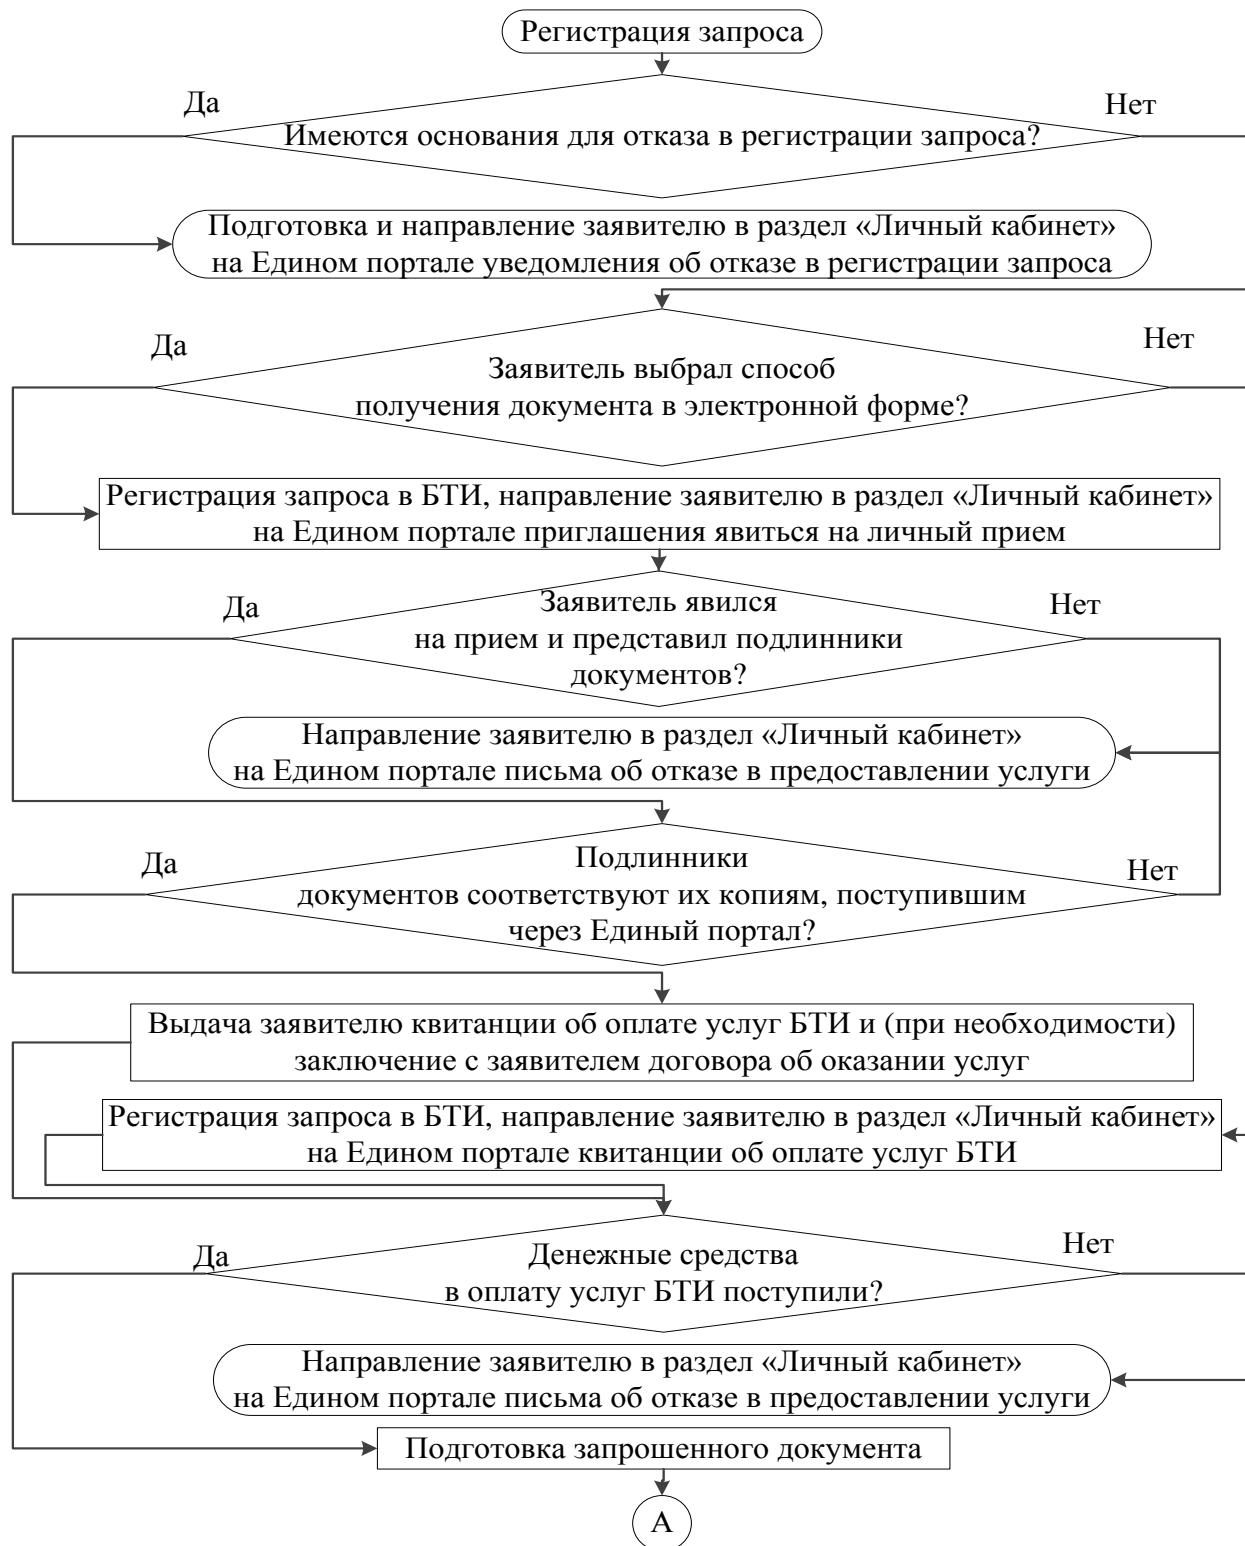 Регистрация запроса
Да
Нет
Имеются основания для отказа в регистрации запроса?
Подготовка и направление заявителю в раздел «Личный кабинет»
на Едином портале уведомления об отказе в регистрации запроса
Да
Нет
Заявитель выбрал способ
получения документа в электронной форме?
Регистрация запроса в БТИ, направление заявителю в раздел «Личный кабинет»
на Едином портале приглашения явиться на личный прием
Да
Нет
Заявитель явился
на прием и представил подлинники
документов?
Направление заявителю в раздел «Личный кабинет»
на Едином портале письма об отказе в предоставлении услуги
Да
Нет
Подлинники
документов соответствуют их копиям, поступившим
через Единый портал?
Выдача заявителю квитанции об оплате услуг БТИ и (при необходимости)
заключение с заявителем договора об оказании услуг
Регистрация запроса в БТИ, направление заявителю в раздел «Личный кабинет»
на Едином портале квитанции об оплате услуг БТИ
Да
Нет
Денежные средства
в оплату услуг БТИ поступили?
Направление заявителю в раздел «Личный кабинет»
на Едином портале письма об отказе в предоставлении услуги
Подготовка запрошенного документа
А